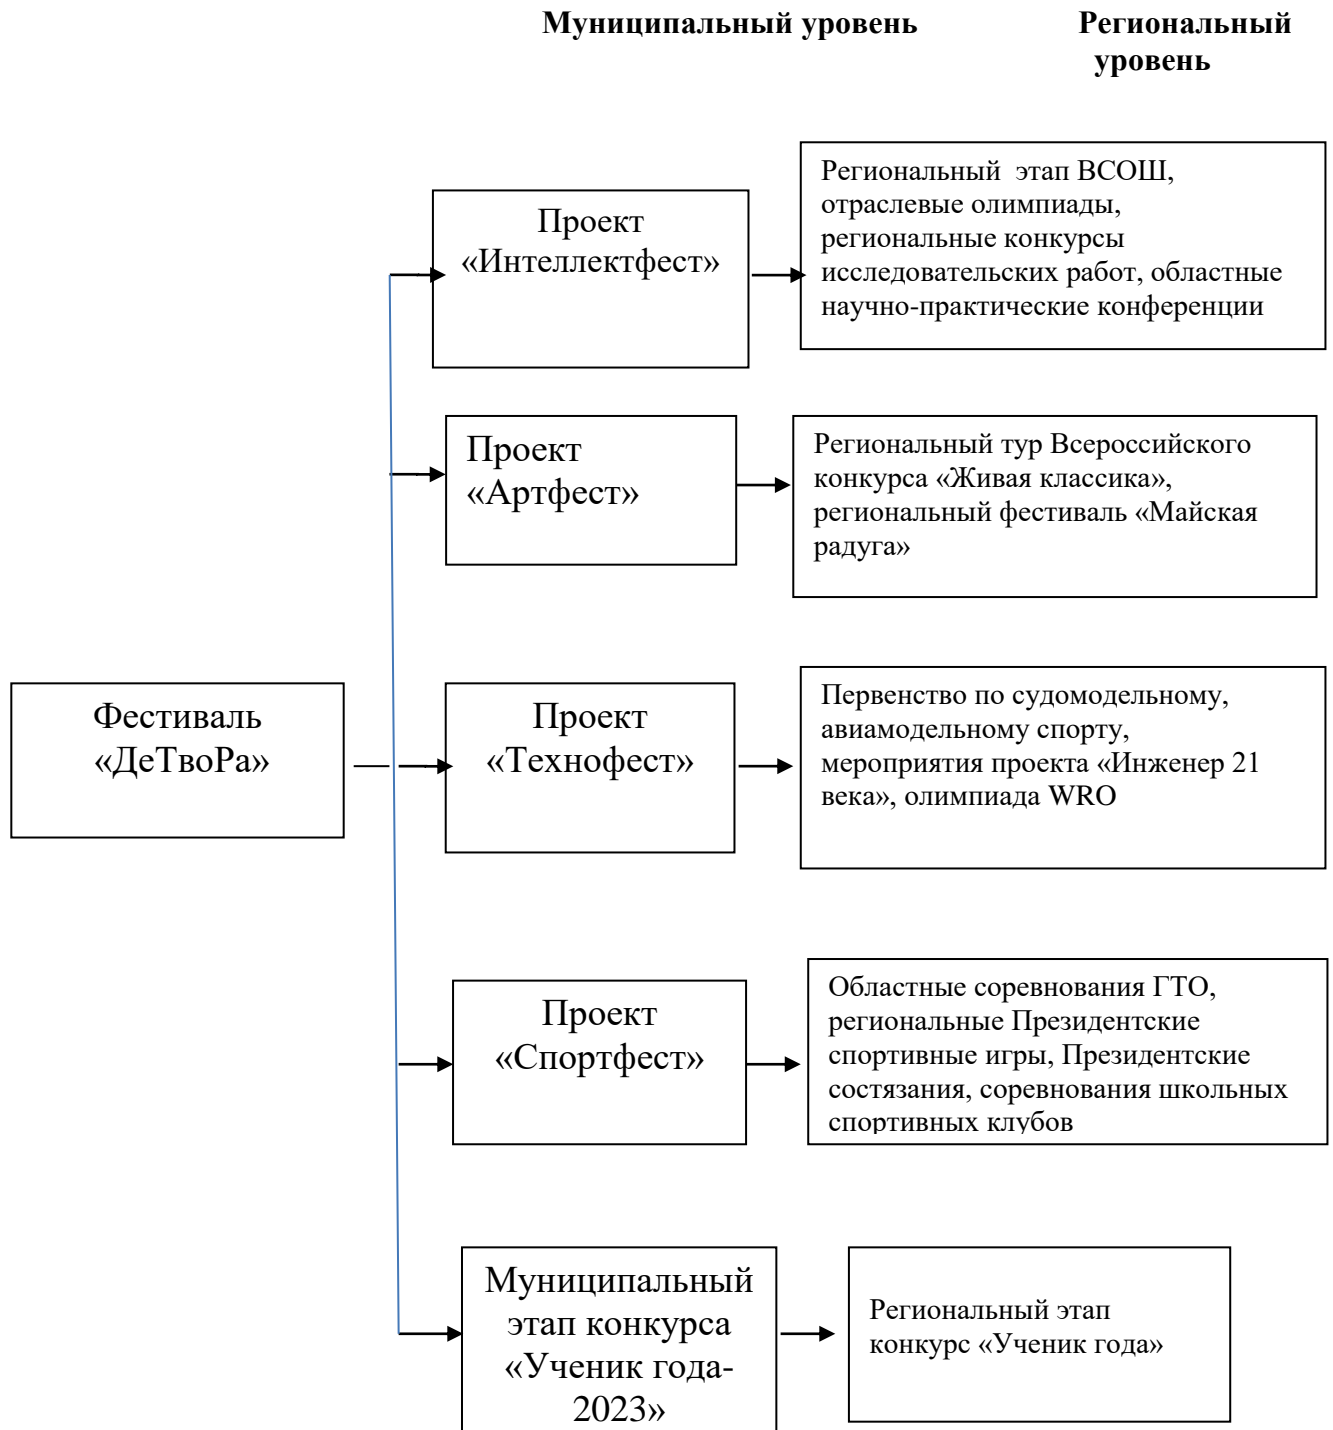 Муниципальный уровень
Региональный
уровень
Проект
«Интеллектфест»
Региональный этап ВСОШ,
отраслевые олимпиады,
региональные конкурсы
исследовательских работ, областные
научно-практические конференции
Проект
«Артфест»
Региональный тур Всероссийского
конкурса «Живая классика»,
региональный фестиваль «Майская
радуга»
Фестиваль
«ДеТвоРа»
Проект
«Технофест»
Первенство по судомодельному,
авиамодельному спорту,
мероприятия проекта «Инженер 21
века», олимпиада WRO
Проект
«Спортфест»
Областные соревнования ГТО,
региональные Президентские
спортивные игры, Президентские
состязания, соревнования школьных
спортивных клубов
Муниципальный
этап конкурса
«Ученик года-
2023»
Региональный этап
конкурс «Ученик года»